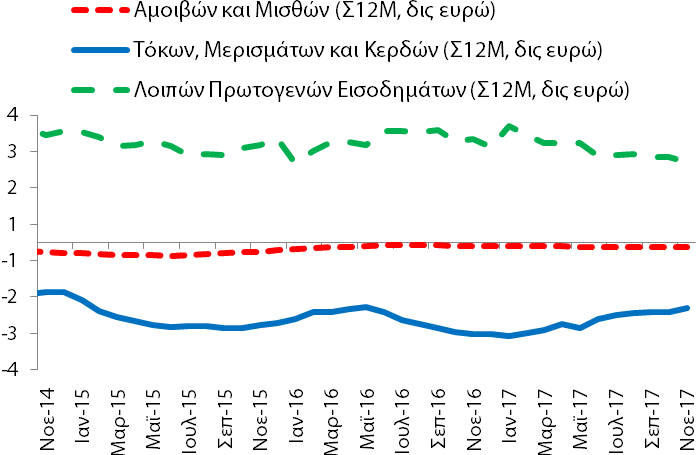 Αμοιβών και Μισθών (Σ12Μ, δις ευρώ)
Τόκων, Μερισμάτων και Κερδών (Σ12Μ, δις ευρώ)
Λοιπών Πρωτογενών Εισοδημάτων (Σ12Μ, δις ευρώ)
4
3
2
1
-1
-2
-3
-4
Νοε-14
Ιαν-15
Μαρ-15
Μαϊ-15
Ιουλ-15
Σεπ-15
Νοε-15
Ιαν-16
Μαρ-16
Μαϊ-16
Ιουλ-16
Σεπ-16
Νοε-16
Ιαν-17
Μαρ-17
Μαϊ-17
Ιουλ-17
Σεπ-17
Νοε-17